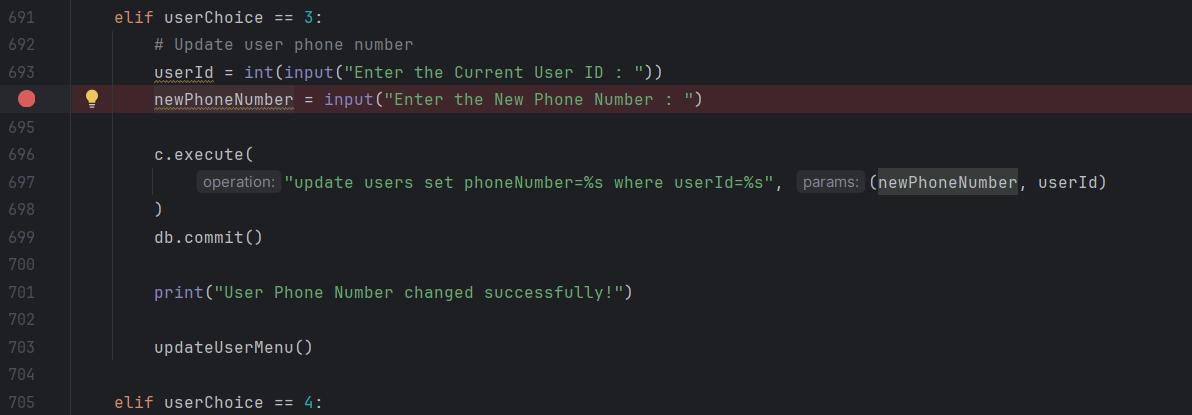 691 elif userChoice == 3:
692 # Update user phone number
693 userId = int(input("Enter the Current User ID : "))
newPhoneNumber = input("Enter the New Phone Number : ")
695
696 c.execute(
697 operation: "update users set phoneNumber=%s where userId=%s", params: (newPhoneNumber, userId)
698 )
699 db.commit()
700
701 print("User Phone Number changed successfully!")
702
703 updateUserMenu()
704
705 elif userChoice == 4: